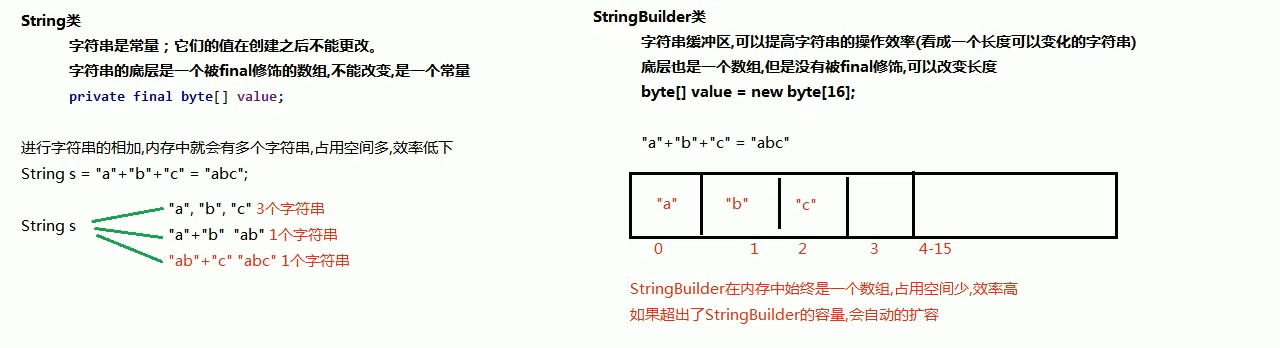 String类
字符串是常量；它们的值在创建之后不能更改。
字符串的底层是一个被final修饰的数组,不能改变,是一个常量
private final byte[] value;
进行字符串的相加,内存中就会有多个字符串,占用空间多,效率低下
String s = "a"+"b"+"c" = "abc";
String s
"a", "b", "c" 3个字符串
"a"+"b" "ab" 1个字符串
"ab"+"c" "abc" 1个字符串
StringBuilder类
字符串缓冲区,可以提高字符串的操作效率(看成一个长度可以变化的字符串)
底层也是一个数组,但是没有被final修饰,可以改变长度
byte[] value = new byte[16];
"a"+"b"+"c" = "abc"
"a" "b" "c"
0 1 2 3 4-15
StringBuilder在内存中始终是一个数组,占用空间少,效率高
如果超出了StringBuilder的容量,会自动的扩容